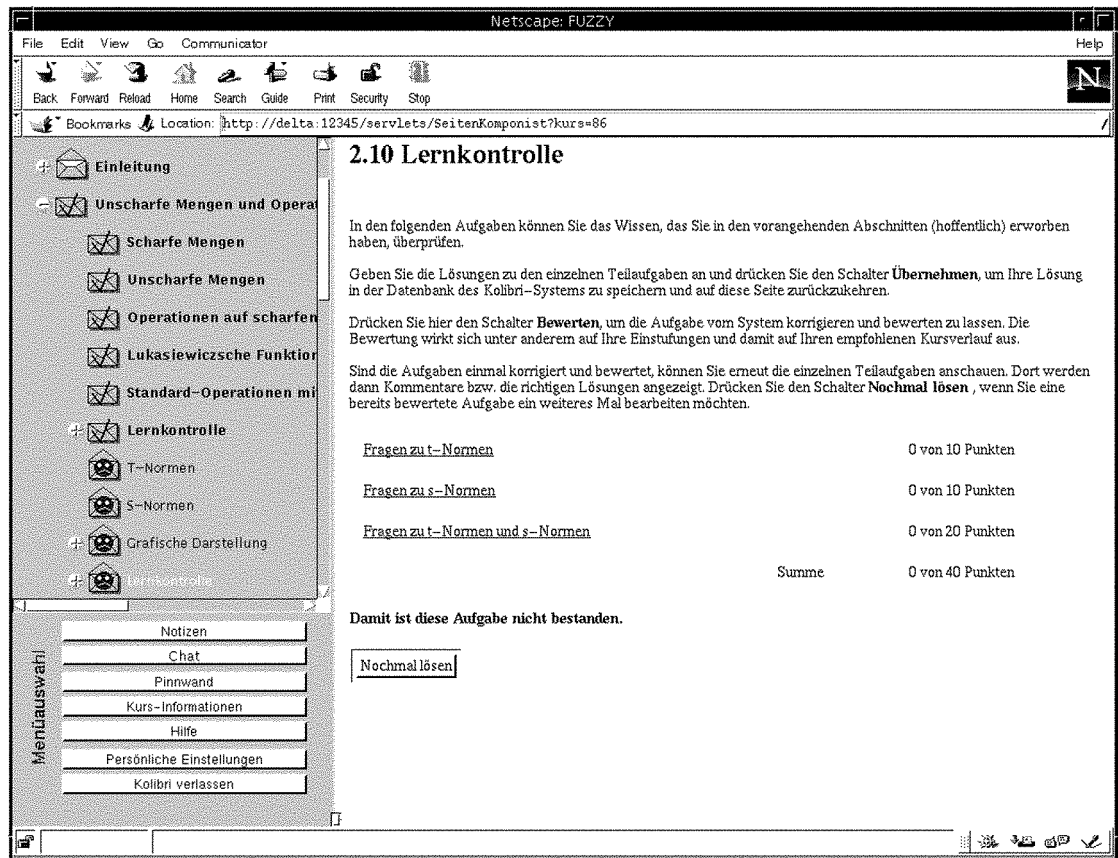 Netscape: FUZZY
File Edit View Go Communicator Help
Back Forward Reload Home Search Guide Print Security Stop
N
Bookmarks Location: http://delta:12345/servlets/SeitenKomponist?kurs=86
Einleitung
Unscharfe Mengen und Opera
Scharfe Mengen
Unscharfe Mengen
Operationen auf scharfen
Lukasiewiczsche Funktion
Standard-Operationen mi
Lernkontrolle
T-Normen
S-Normen
Grafische Darstellung
Lernkontrolle
Menüauswahl
Notizen
Chat
Pinnwand
Kurs-Informationen
Hilfe
Persönliche Einstellungen
Kolibri verlassen
2.10 Lernkontrolle
In den folgenden Aufgaben können Sie das Wissen, das Sie in den vorangehenden Abschnitten (hoffentlich) erworben
haben, überprüfen.
Geben Sie die Lösungen zu den einzelnen Teilaufgaben an und drücken Sie den Schalter Übernehmen, um Ihre Lösung
in der Datenbank des Kolibri-Systems zu speichern und auf diese Seite zurückzukehren.
Drücken Sie hier den Schalter Bewerten, um die Aufgabe vom System korrigieren und bewerten zu lassen. Die
Bewertung wirkt sich unter anderem auf Ihre Einstufungen und damit auf Ihren empfohlenen Kursverlauf aus.
Sind die Aufgaben einmal korrigiert und bewertet, können Sie erneut die einzelnen Teilaufgaben anschauen. Dort werden
dann Kommentare bzw. die richtigen Lösungen angezeigt. Drücken Sie den Schalter Nochmal lösen , wenn Sie eine
bereits bewertete Aufgabe ein weiteres Mal bearbeiten möchten.
Fragen zu t-Normen 0 von 10 Punkten
Fragen zu s-Normen 0 von 10 Punkten
Fragen zu t-Normen und s-Normen 0 von 20 Punkten
Summe 0 von 40 Punkten
Damit ist diese Aufgabe nicht bestanden.
Nochmal lösen